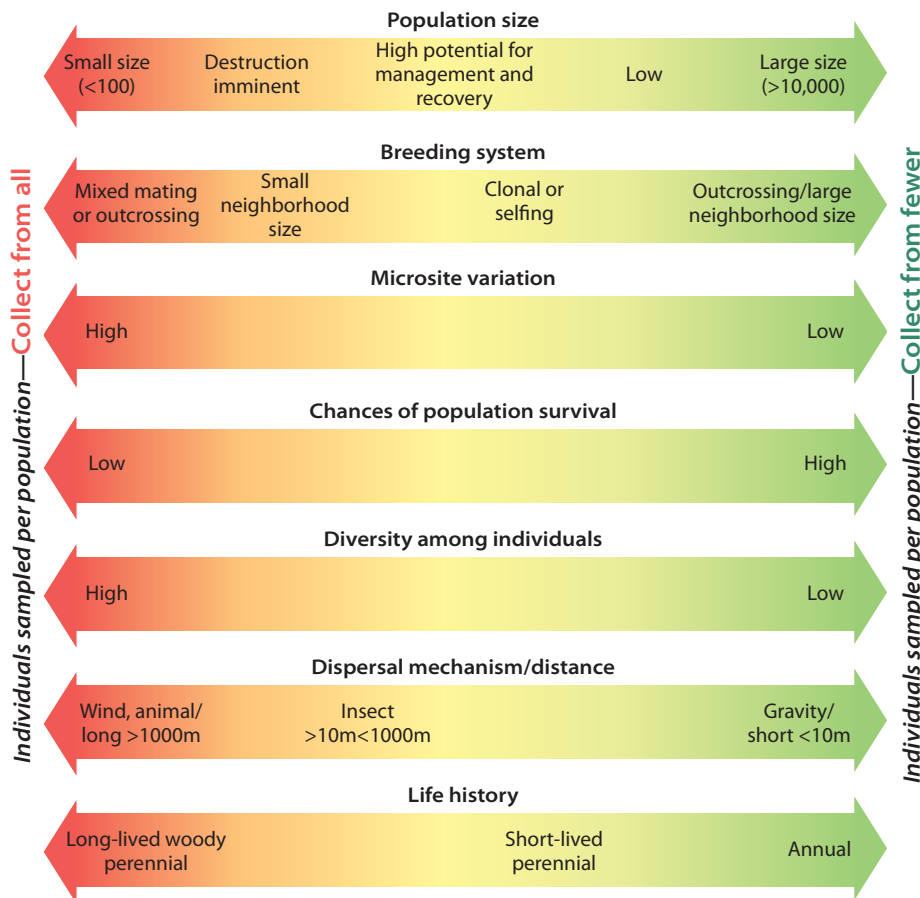 Population size
Small size
(<100)
Destruction
imminent
High potential for
management and
recovery
Low
Large size
(>10,000)
Breeding system
Mixed mating
or outcrossing
Small
neighborhood
size
Clonal or
selfing
Outcrossing/large
neighborhood size
Microsite variation
High
Low
Chances of population survival
Low
High
Diversity among individuals
High
Low
Dispersal mechanism/distance
Wind, animal/
long >1000m
Insect
>10m<1000m
Gravity/
short <10m
Life history
Long-lived woody
perennial
Short-lived
perennial
Annual
Individuals sampled per population—Collect from all
Individuals sampled per population—Collect from fewer